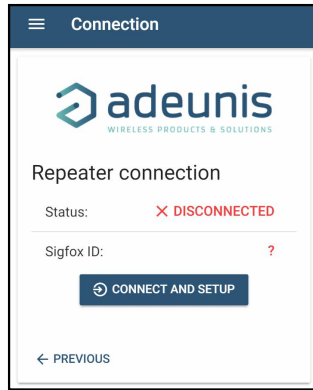 Connection
adeunis
WIRELESS PRODUCTS & SOLUTIONS
Repeater connection
Status: DISCONNECTED
Sigfox ID: ?
CONNECT AND SETUP
PREVIOUS